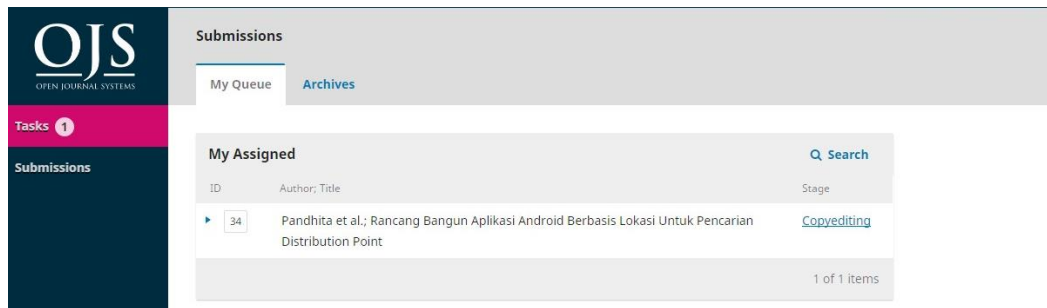 OJS
OPEN JOURNAL SYSTEMS
Tasks 1
Submissions
Submissions
My Queue Archives
My Assigned Search
ID Author; Title Stage
34 Pandhita et al.; Rancang Bangun Aplikasi Android Berbasis Lokasi Untuk Pencarian Copyediting
Distribution Point
1 of 1 items